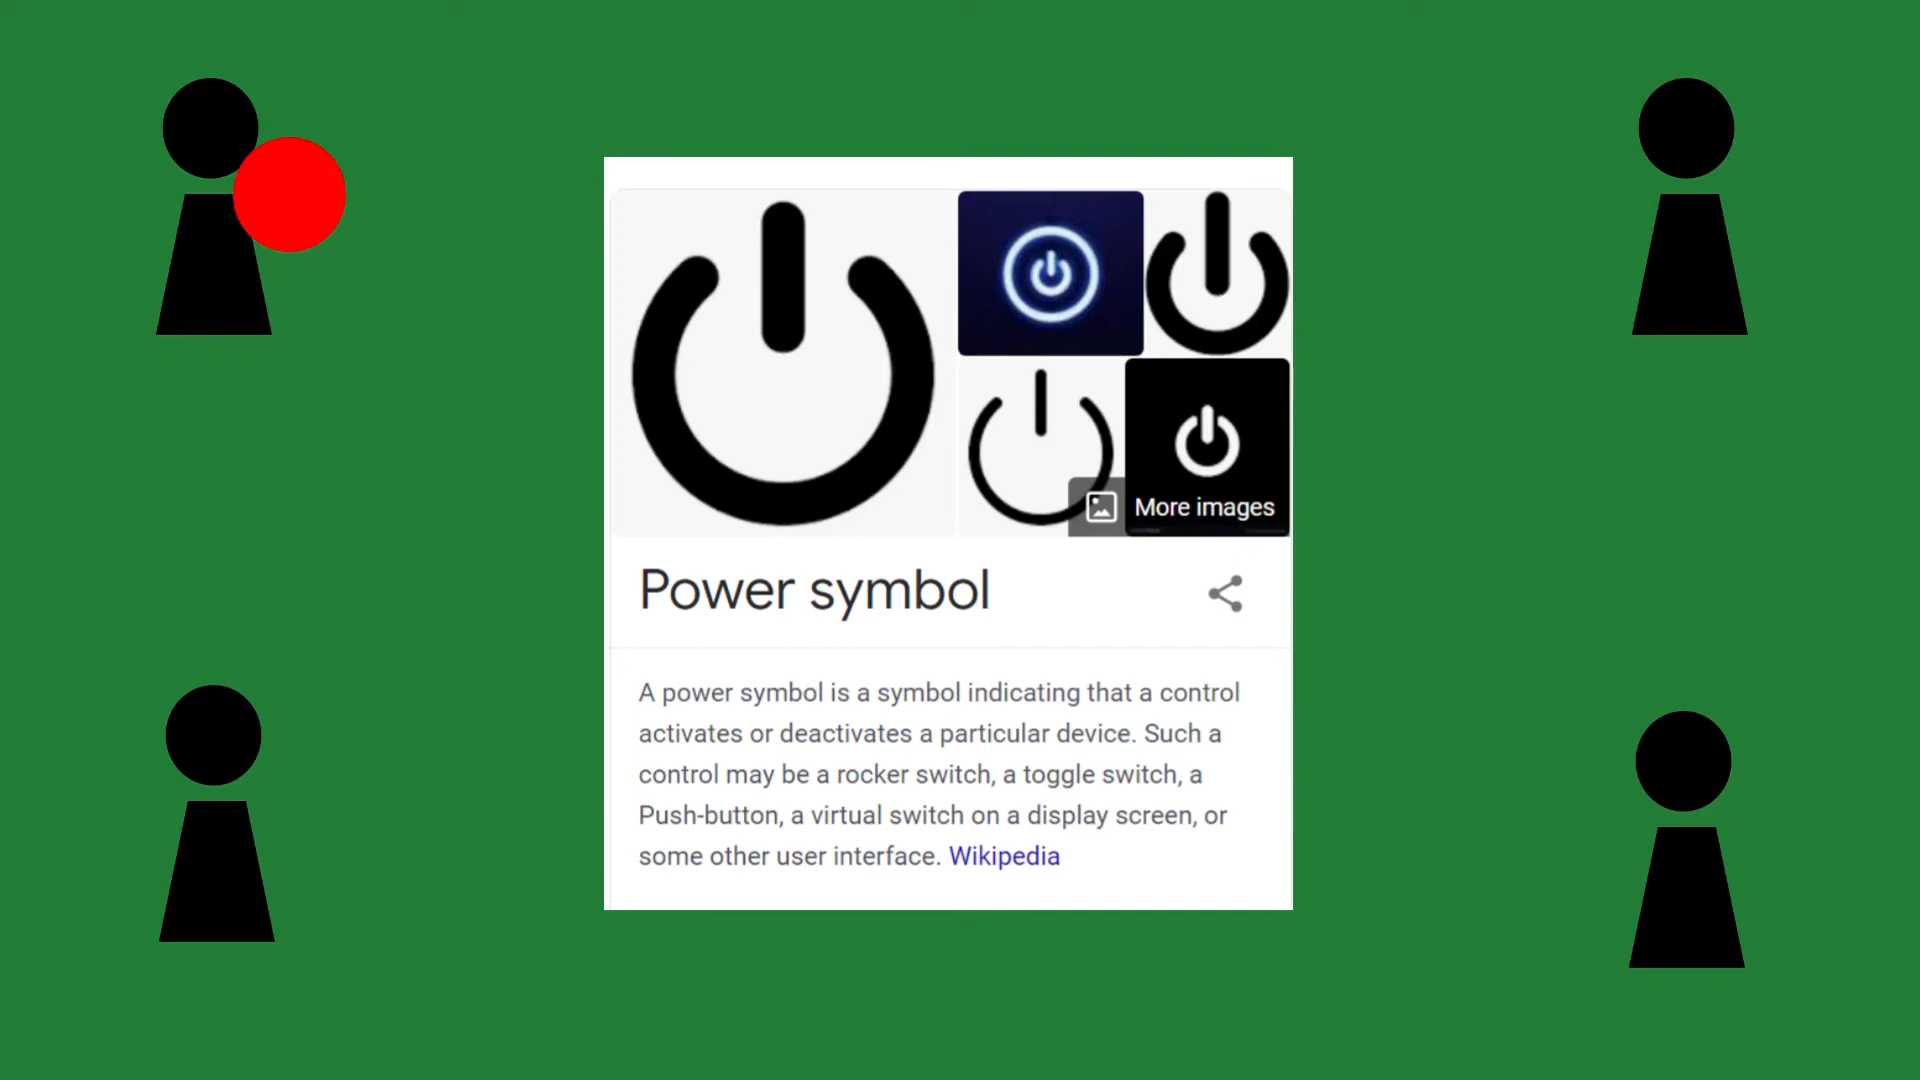 More images
Power symbol
A power symbol is a symbol indicating that a control
activates or deactivates a particular device. Such a
control may be a rocker switch, a toggle switch, a
Push-button, a virtual switch on a display screen, or
some other user interface. Wikipedia